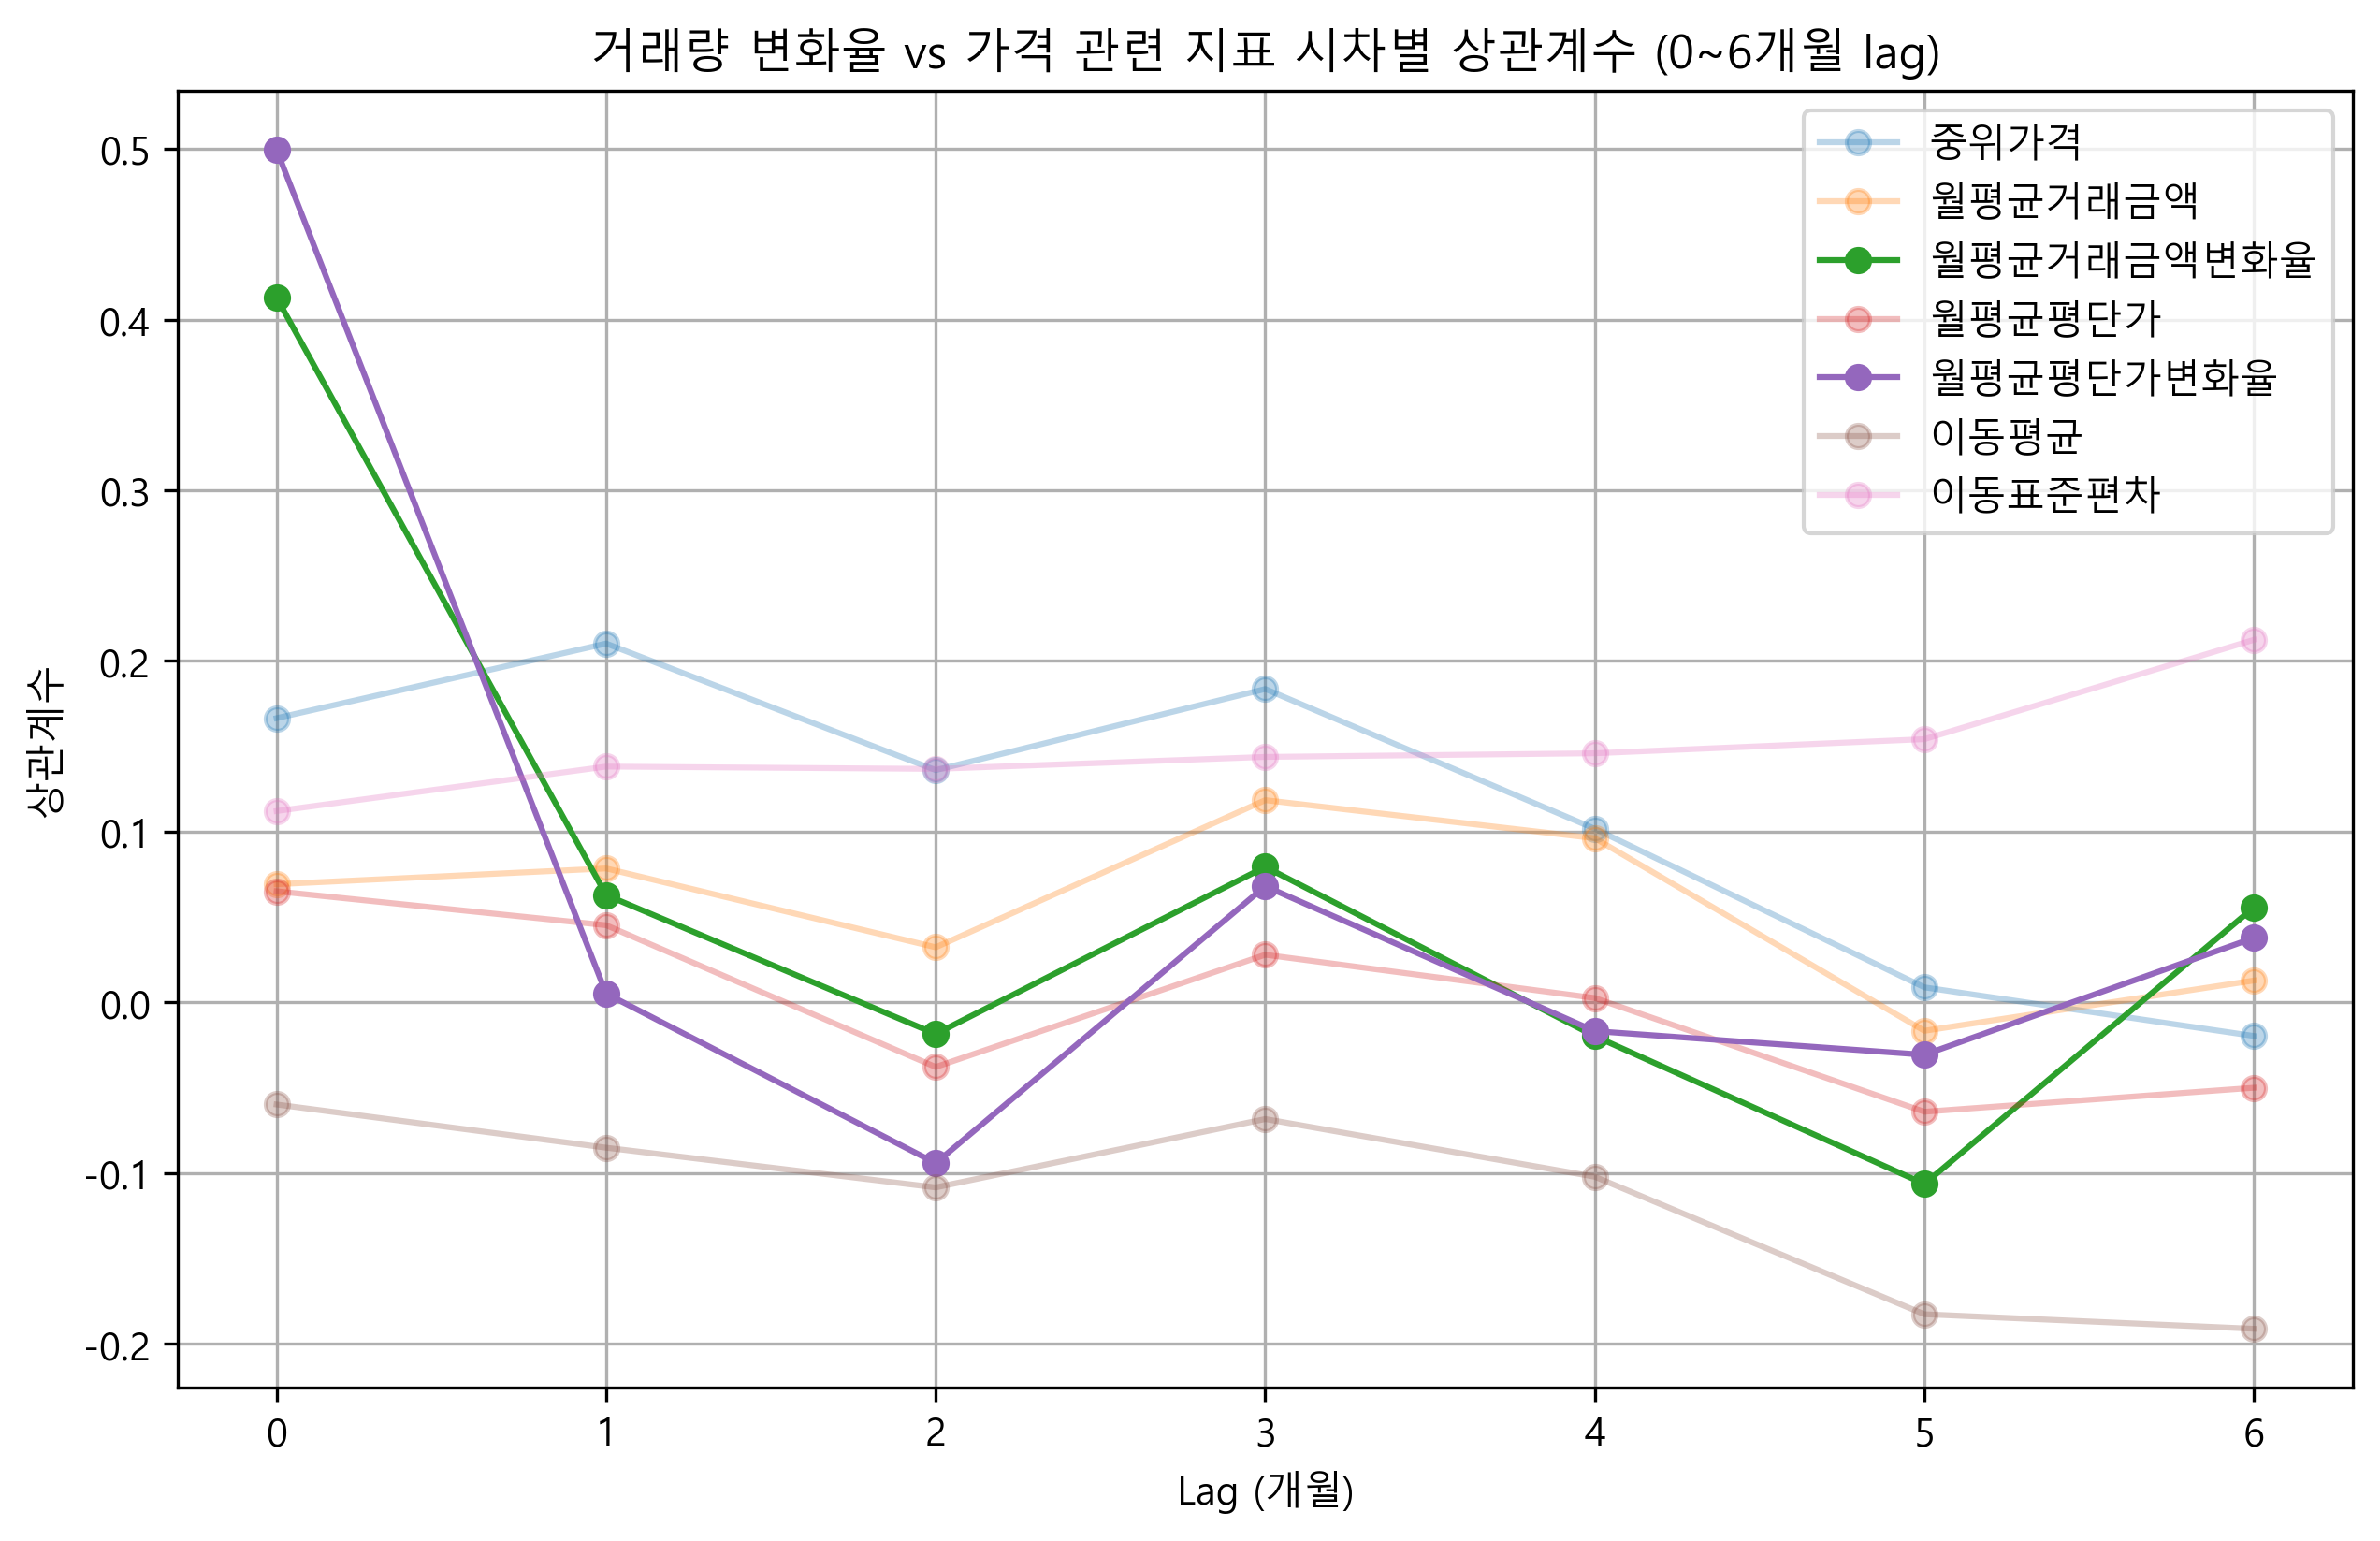 거래량 변화율 vs 가격 관련 지표 시차별 상관계수 (0~6개월 lag)
중위가격
월평균거래금액
월평균거래금액변화율
월평균평단가
월평균평단가변화율
이동평균
이동표준편차
상관계수
0.5
0.4
0.3
0.2
0.1
0.0
-0.1
-0.2
0 1 2 3 4 5 6
Lag (개월)